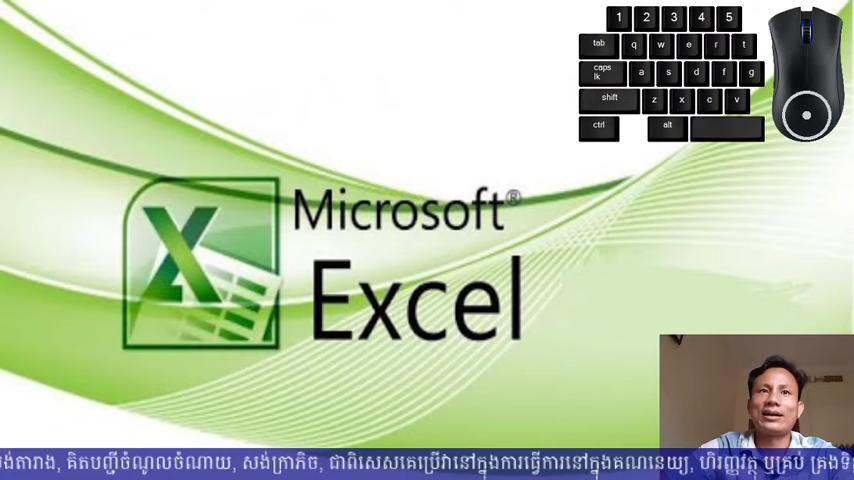 1 2 3 4 5
tab q w e r t
caps
lk
a s d f g
shift z x c v
ctrl alt
Microsoft®
Excel
តារាង, គិតបញ្ជីចំណូលចំណាយ, សង់ក្រាភិច, ជាពិសេសគេប្រើវានៅក្នុងការធ្វើការនៅក្នុងគណនេយ្យ, ហិរញ្ញវត្ថុ ឬគ្រប់ គ្រង